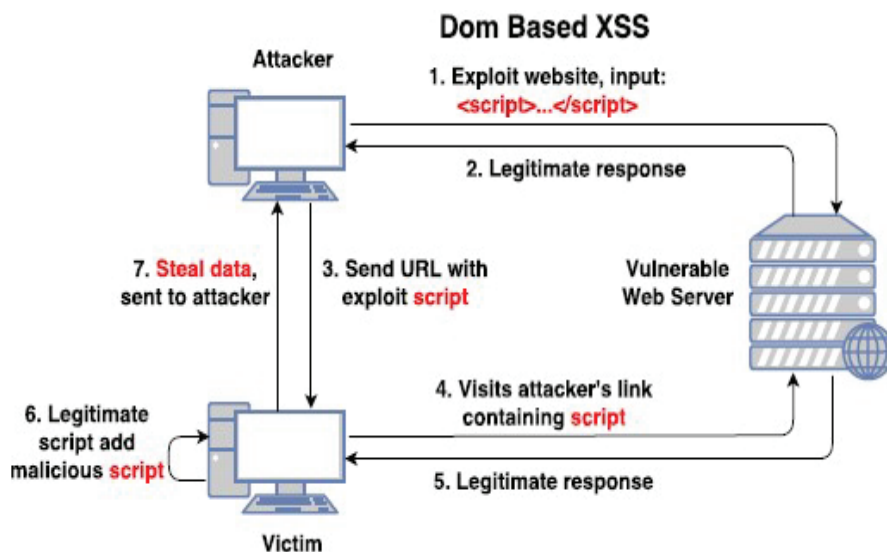 Dom Based XSS
Attacker
1. Exploit website, input:
<script>...</script>
2. Legitimate response
7. Steal data,
sent to attacker
3. Send URL with
exploit script
Vulnerable
Web Server
4. Visits attacker's link
containing script
6. Legitimate
script add
malicious script
5. Legitimate response
Victim